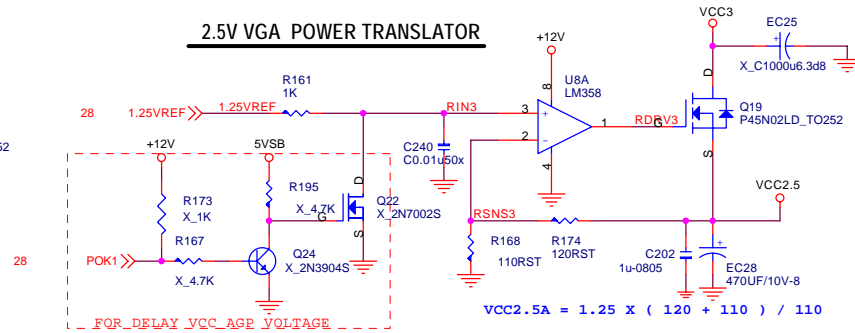 2.5V VGA POWER TRANSLATOR
VCC3
EC25
X_C1000u6.3d8
+12V
R161
1K
8
U8A
LM358
D
28
1.25VREF
1.25VREF
RIN3
3
+
1
RDRV3
G
Q19
P45N02LD_TO252
2
-
C240
C0.01u50x
4
S
52
+12V
5VSB
D
VCC2.5
R173
X_1K
R195
X_4.7K
G
Q22
X_2N7002S
S
RSNS3
R167
R168
110RST
R174
120RST
C202
1u-0805
28
POK1
X_4.7K
Q24
X_2N3904S
EC28
470UF/10V-8
VCC2.5A = 1.25 X ( 120 + 110 ) / 110
FOR DELAY VCC_AGP VOLTAGE